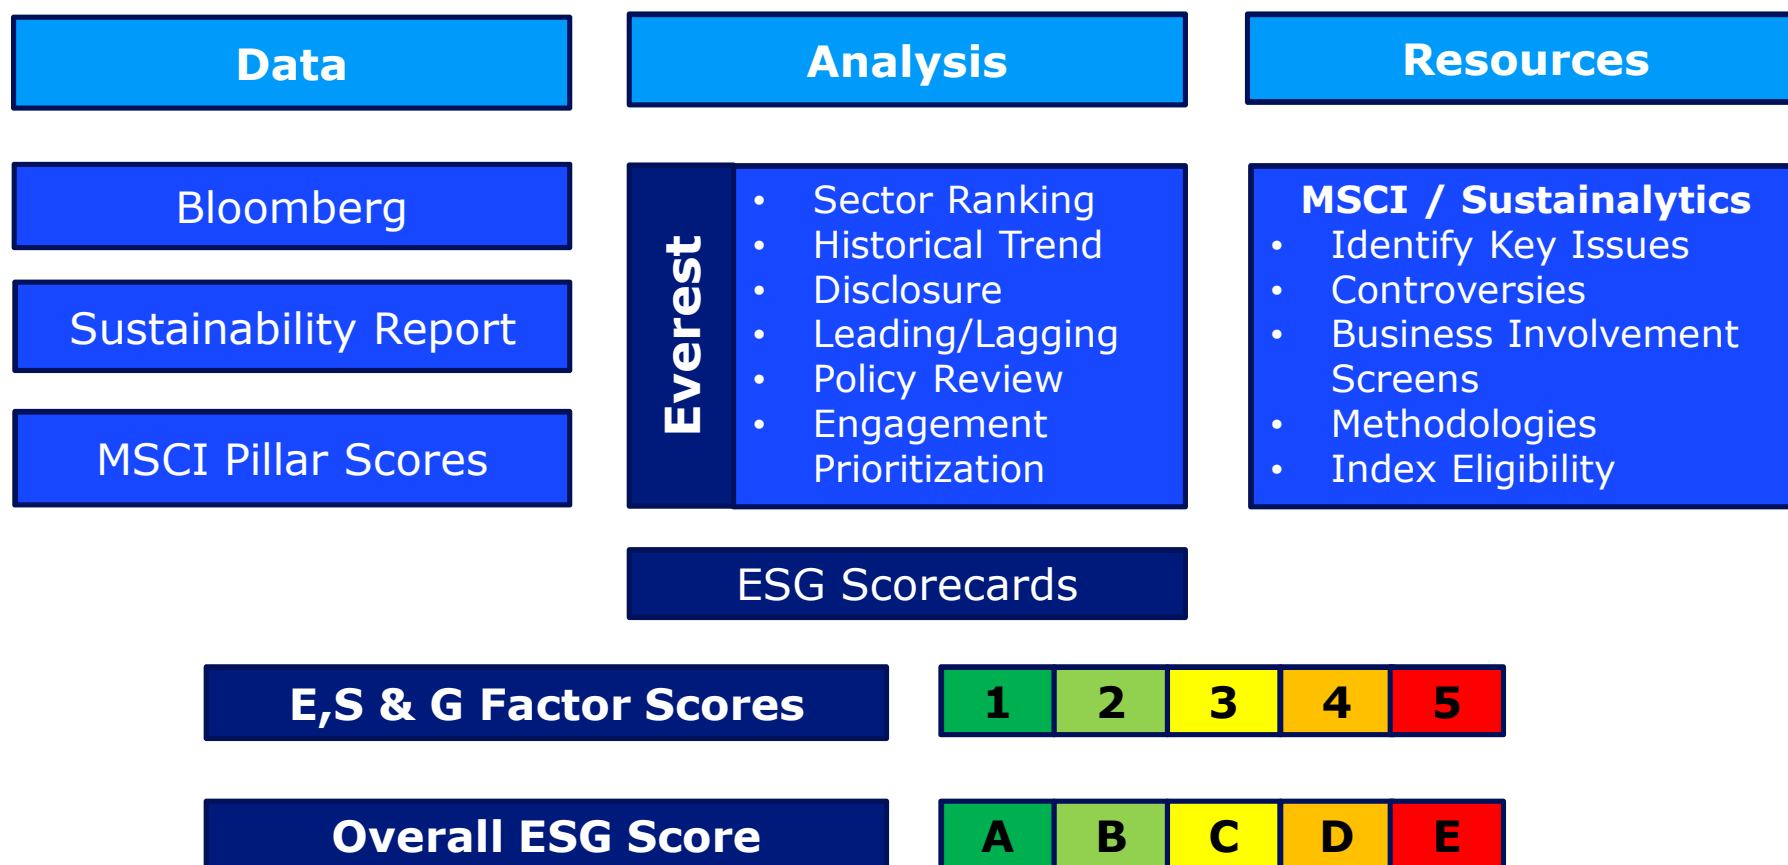 Data
Analysis
Resources
Bloomberg
Sustainability Report
MSCI Pillar Scores
Everest
• Sector Ranking
• Historical Trend
• Disclosure
• Leading/Lagging
• Policy Review
• Engagement
Prioritization
MSCI / Sustainalytics
• Identify Key Issues
• Controversies
• Business Involvement
Screens
• Methodologies
• Index Eligibility
ESG Scorecards
E,S & G Factor Scores
1 2 3 4 5
Overall ESG Score
A B C D E